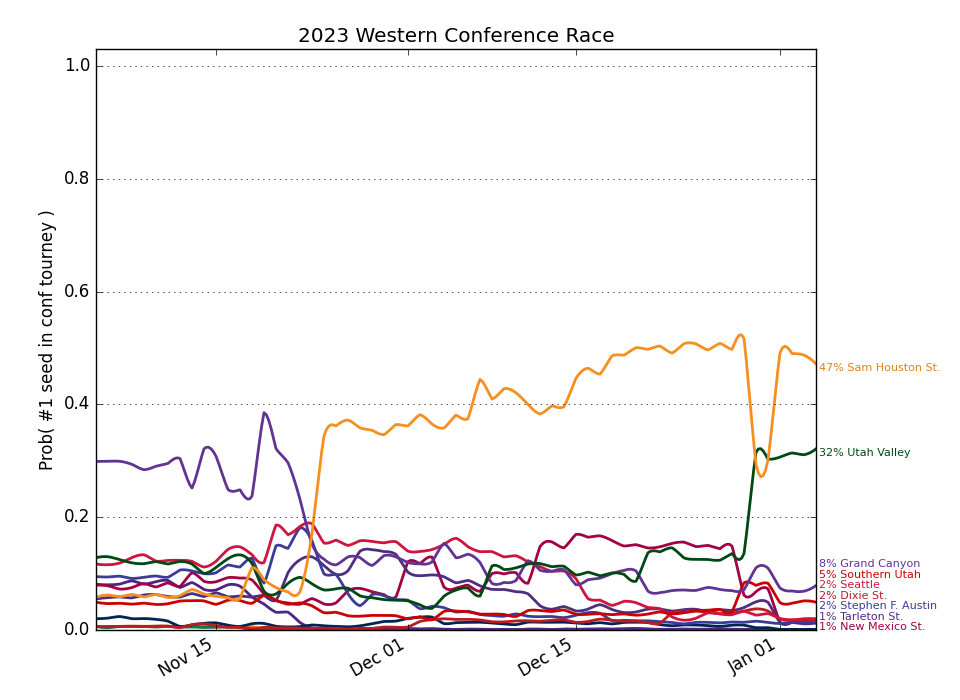 2023 Western Conference Race
Prob( #1 seed in conf tourney )
1.0
0.8
0.6
0.4
0.2
0.0
Nov 15
Dec 01
Dec 15
Jan 01
47% Sam Houston St.
32% Utah Valley
8% Grand Canyon
5% Southern Utah
2% Seattle
2% Dixie St.
2% Stephen F. Austin
1% Tarleton St.
1% New Mexico St.